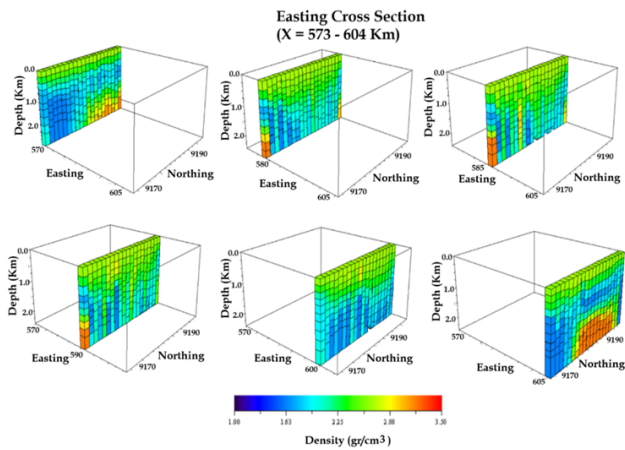 Easting Cross Section
(X = 573 - 604 Km)
Depth (Km)
0.0
1.0
2.0
570
Easting
605
9170
Northing
9190
Depth (Km)
0.0
1.0
2.0
580
Easting
605
9170
Northing
9190
Depth (Km)
0.0
1.0
2.0
585
Easting
605
9170
Northing
9190
Depth (Km)
0.0
1.0
2.0
570
Easting
590
9170
Northing
9190
Depth (Km)
0.0
1.0
2.0
570
Easting
600
9170
Northing
9190
Depth (Km)
0.0
1.0
2.0
570
Easting
605
9170
Northing
9190
1.00 1.63 2.25 2.88 3.30
Density (gr/cm³)